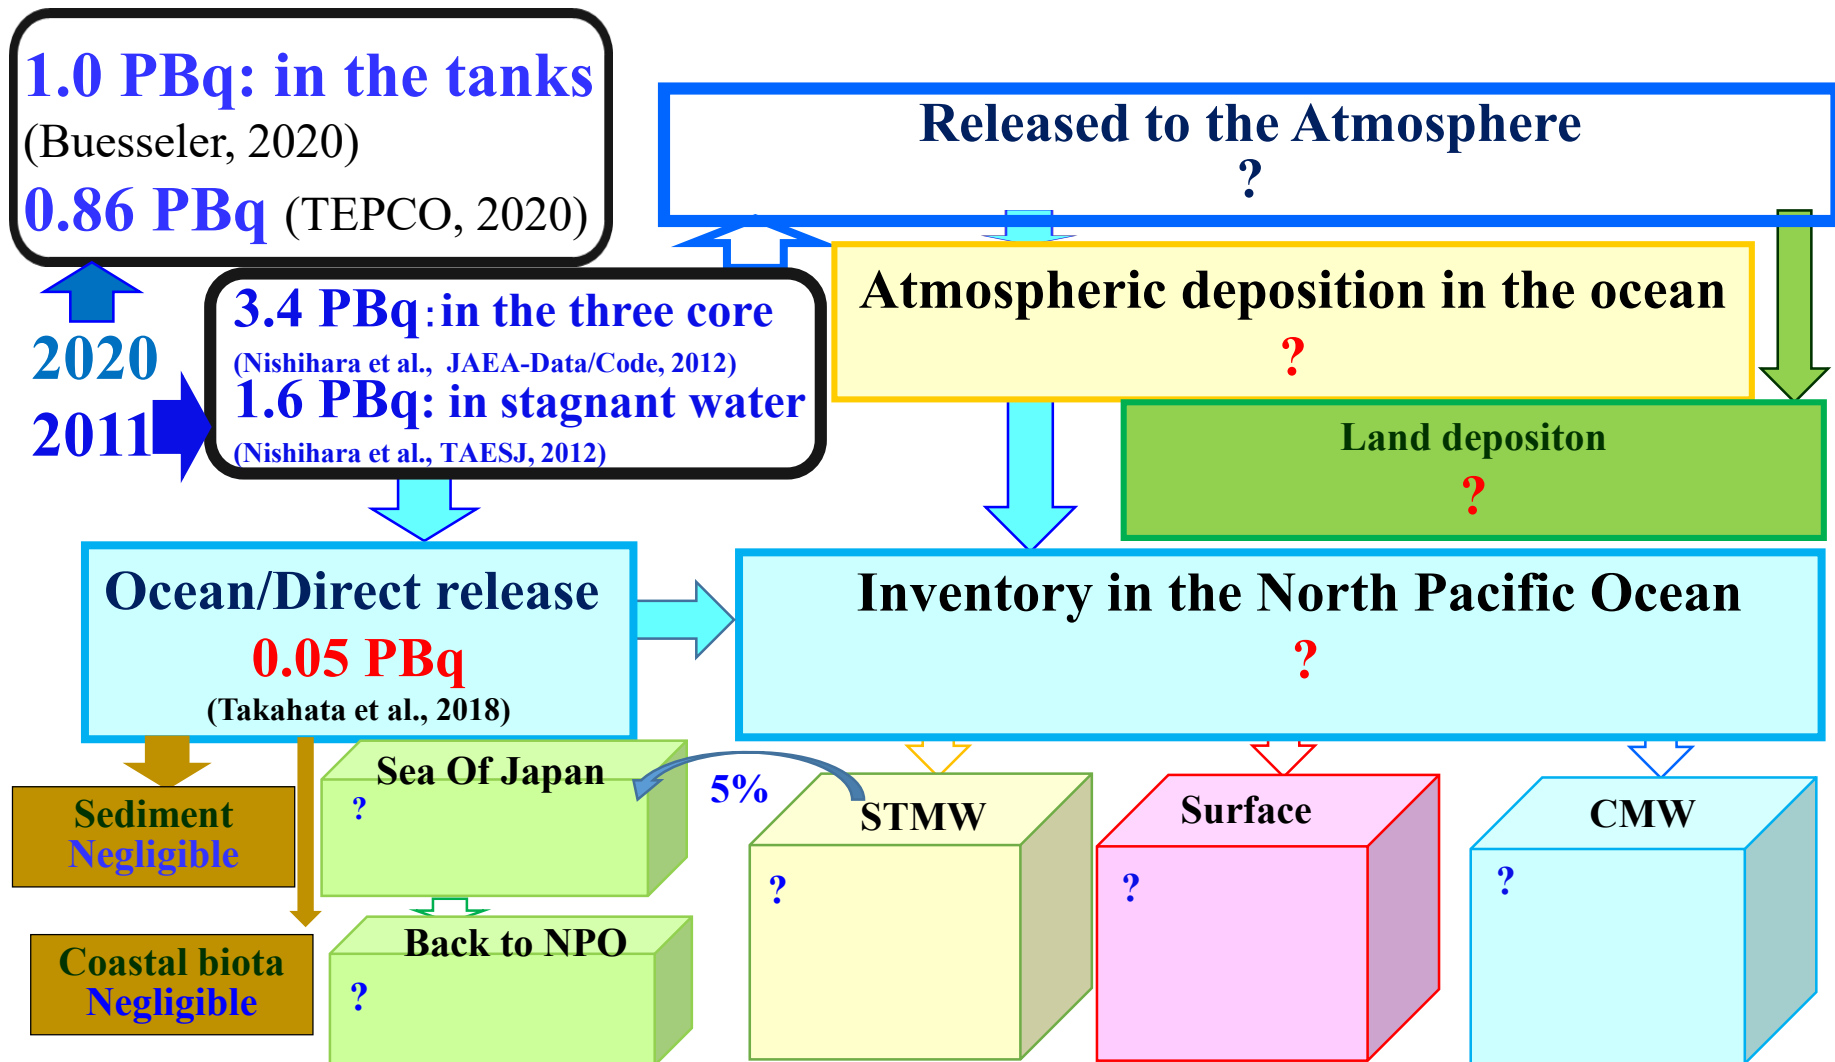 1.0 PBq: in the tanks
(Buesseler, 2020)
0.86 PBq (TEPCO, 2020)
Released to the Atmosphere
?
2020
2011
3.4 PBq: in the three core
(Nishihara et al., JAEA-Data/Code, 2012)
1.6 PBq: in stagnant water
(Nishihara et al., TAESJ, 2012)
Atmospheric deposition in the ocean
?
Land depositon
?
Ocean/Direct release
0.05 PBq
(Takahata et al., 2018)
Inventory in the North Pacific Ocean
?
Sediment
Negligible
Coastal biota
Negligible
Sea Of Japan
?
5%
Back to NPO
?
STMW
?
Surface
?
CMW
?